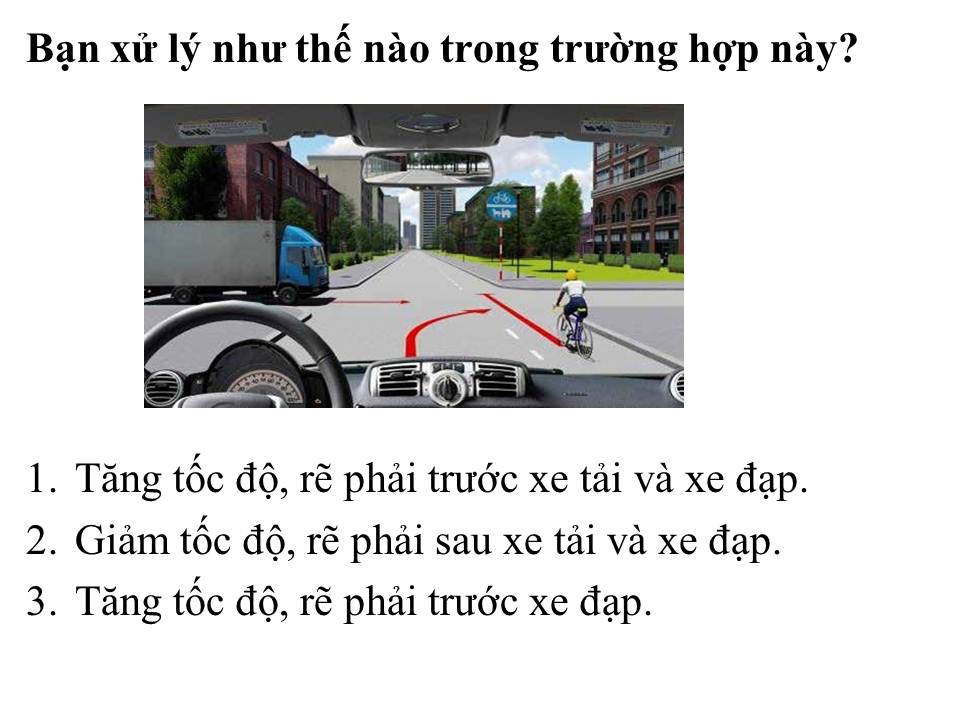 Bạn xử lý như thế nào trong trường hợp này?
1. Tăng tốc độ, rẽ phải trước xe tải và xe đạp.
2. Giảm tốc độ, rẽ phải sau xe tải và xe đạp.
3. Tăng tốc độ, rẽ phải trước xe đạp.